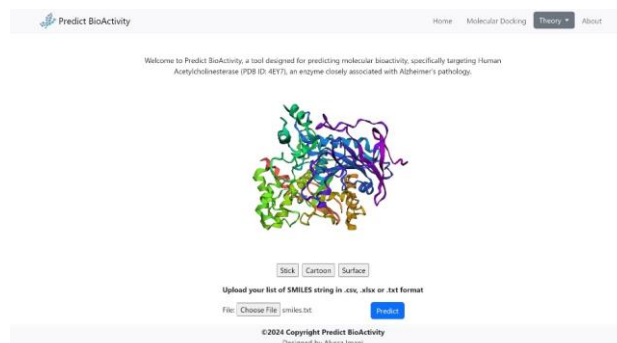 Predict BioActivity
Home Molecular Docking Theory About
Welcome to Predict BioActivity, a tool designed for predicting molecular bioactivity, specifically targeting Human
Acetylcholinesterase (PDB ID: 4EY7), an enzyme closely associated with Alzheimer's pathology.
Stick Cartoon Surface
Upload your list of SMILES string in .csv, .xlsx or .txt format
File: Choose File smiles.txt Predict
©2024 Copyright Predict BioActivity
Designed by